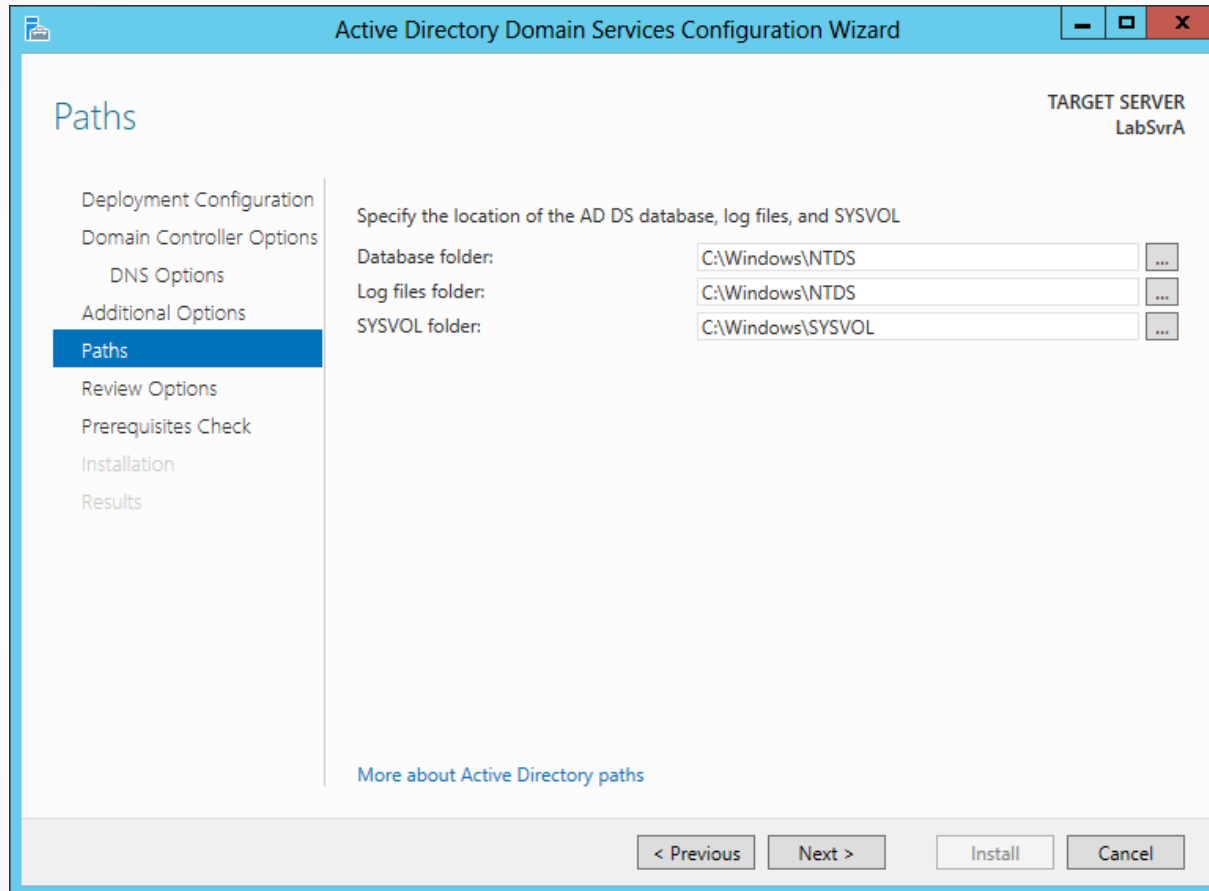 Active Directory Domain Services Configuration Wizard
Paths
TARGET SERVER
LabSvrA
Deployment Configuration
Domain Controller Options
DNS Options
Additional Options
Paths
Review Options
Prerequisites Check
Installation
Results
Specify the location of the AD DS database, log files, and SYSVOL
Database folder: C:\Windows\NTDS ...
Log files folder: C:\Windows\NTDS ...
SYSVOL folder: C:\Windows\SYSVOL ...
More about Active Directory paths
< Previous Next > Install Cancel